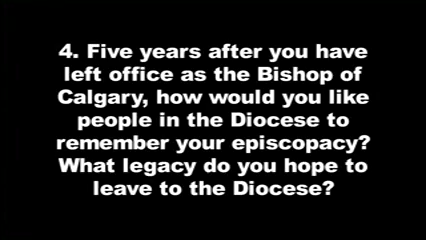 4. Five years after you have
left office as the Bishop of
Calgary, how would you like
people in the Diocese to
remember your episcopacy?
What legacy do you hope to
leave to the Diocese?